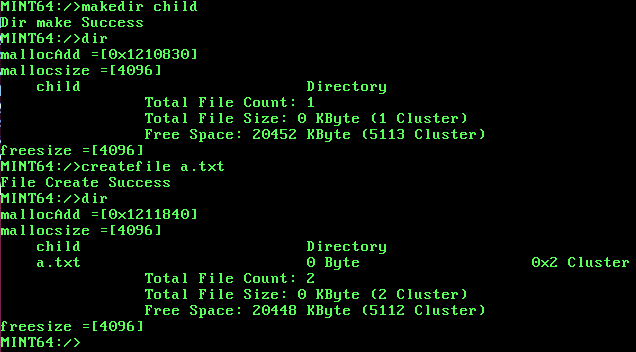 MINT64:/>makedir child
Dir make Success
MINT64:/>dir
mallocAdd =[0x1210830]
mallocsize =[4096]
child Directory
Total File Count: 1
Total File Size: 0 KByte (1 Cluster)
Free Space: 20452 KByte (5113 Cluster)
freesize =[4096]
MINT64:/>createfile a.txt
File Create Success
MINT64:/>dir
mallocAdd =[0x1211840]
mallocsize =[4096]
child Directory
a.txt 0 Byte 0x2 Cluster
Total File Count: 2
Total File Size: 0 KByte (2 Cluster)
Free Space: 20448 KByte (5112 Cluster)
freesize =[4096]
MINT64:/>